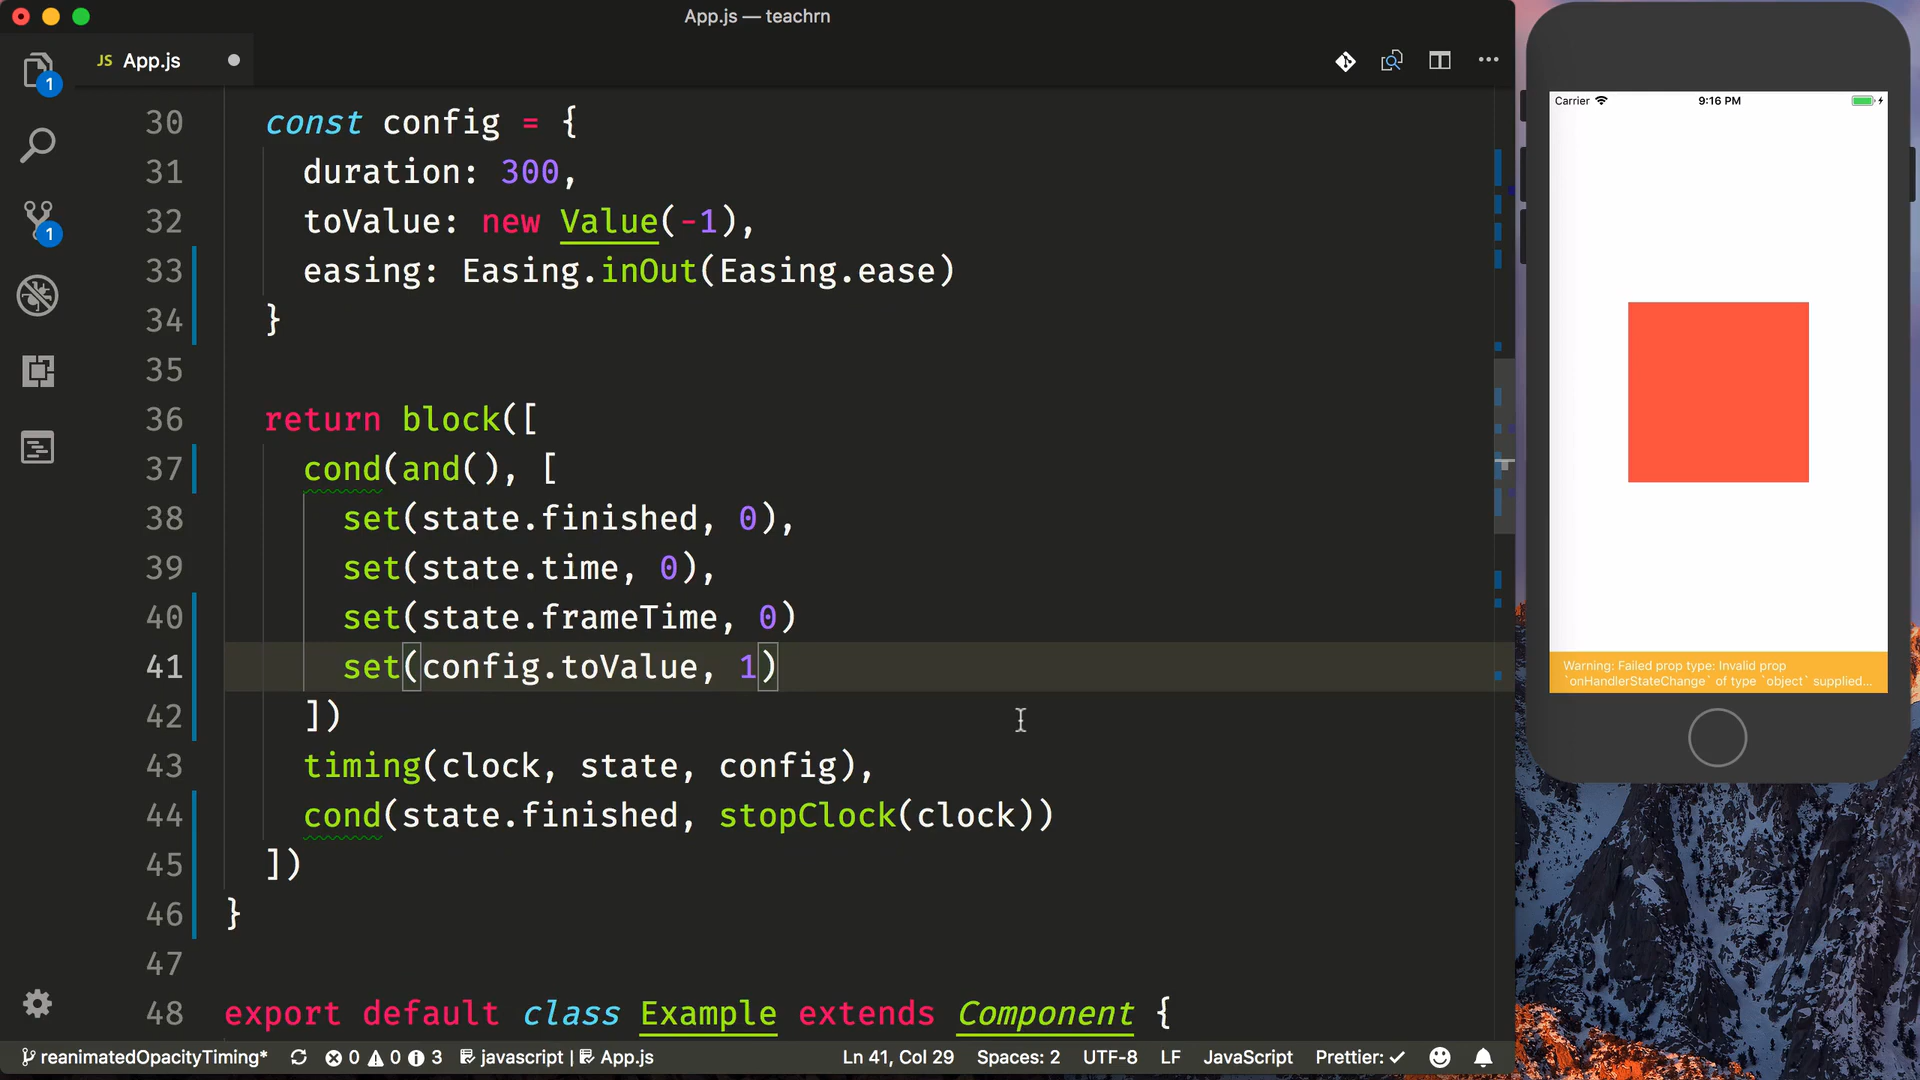 App.js — teachrn
JS App.js
1
1
30 const config = {
31 duration: 300,
32 toValue: new Value(-1),
33 easing: Easing.inOut(Easing.ease)
34 }
35
36 return block([
37 cond(and(), [
38 set(state.finished, 0),
39 set(state.time, 0),
40 set(state.frameTime, 0)
41 set(config.toValue, 1)
42 ])
43 timing(clock, state, config),
44 cond(state.finished, stopClock(clock))
45 ])
46 }
47
48 export default class Example extends Component {
reanimatedOpacityTiming* 0 0 3 javascript | App.js Ln 41, Col 29 Spaces: 2 UTF-8 LF JavaScript Prettier: ✓
Carrier 9:16 PM
Warning: Failed prop type: Invalid prop
`onHandlerStateChange` of type `object` supplied...